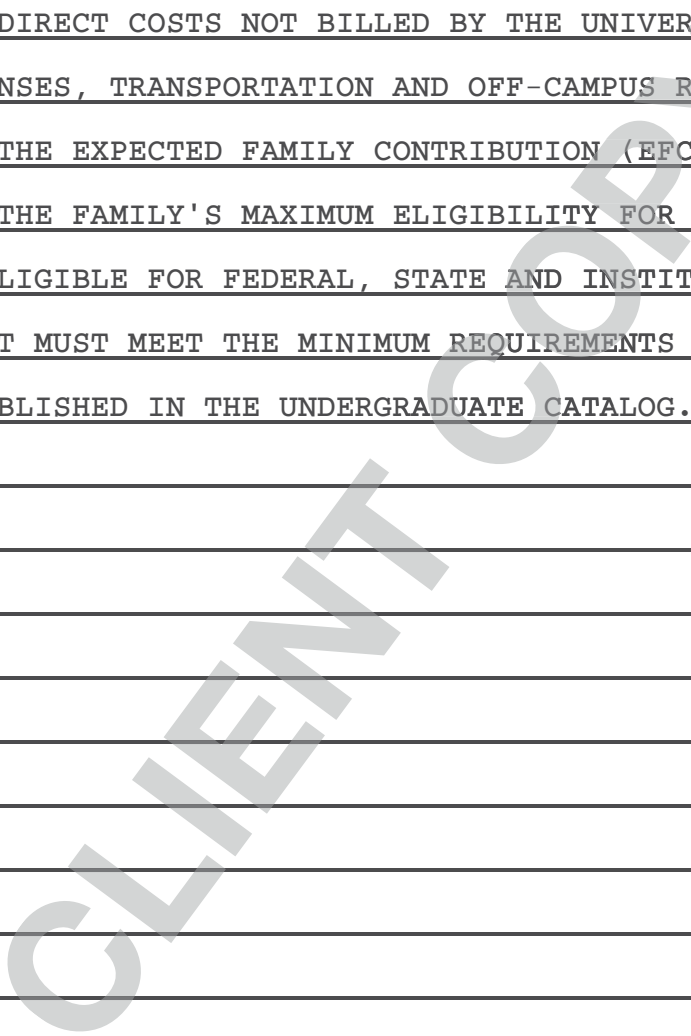 DIRECT COSTS NOT BILLED BY THE UNIVER
NSES, TRANSPORTATION AND OFF-CAMPUS R
THE EXPECTED FAMILY CONTRIBUTION (EFC
THE FAMILY'S MAXIMUM ELIGIBILITY FOR
LIGIBLE FOR FEDERAL, STATE AND INSTIT
T MUST MEET THE MINIMUM REQUIREMENTS
BLISHED IN THE UNDERGRADUATE CATALOG.
CLIENT COPY